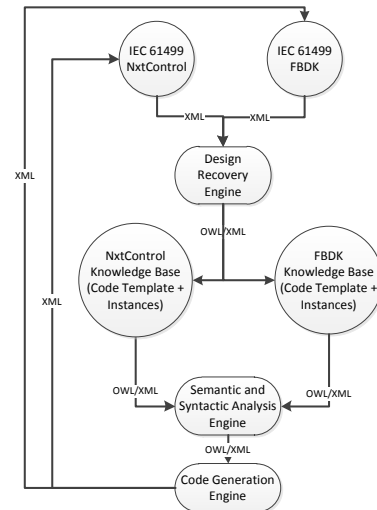 IEC 61499
NxtControl
IEC 61499
FBDK
XML
XML
Design
Recovery
Engine
XML
OWL/XML
NxtControl
Knowledge Base
(Code Template +
Instances)
FBDK
Knowledge Base
(Code Template +
Instances)
XML
OWL/XML
OWL/XML
Semantic and
Syntactic Analysis
Engine
OWL/XML
Code Generation
Engine